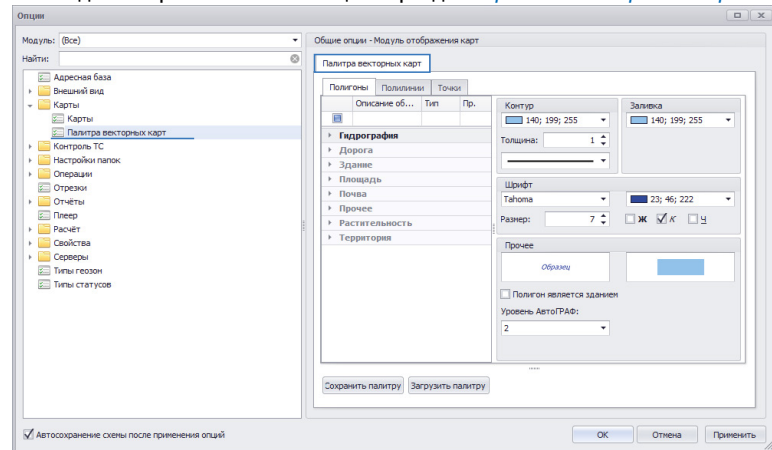 Опции
Модуль: (Все)
Найти:
Адресная база
Внешний вид
Карты
Карты
Палитра векторных карт
Контроль ТС
Настройки папок
Операции
Отрезки
Отчёты
Плеер
Расчёт
Свойства
Серверы
Типы геозон
Типы статусов
Общие опции - Модуль отображения карт
Палитра векторных карт
Полигоны Полилинии Точки
Описание об... Тип Пр.
Гидрография
Дорога
Здание
Площадь
Почва
Прочее
Растительность
Территория
Контур
140; 199; 255
Толщина: 1
Заливка
140; 199; 255
Шрифт
Tahoma 23; 46; 222
Размер: 7 Ж К Ч
Прочее
Образец
Полигон является зданием
Уровень АвтоГРАФ:
2
Сохранить палитру Загрузить палитру
Автосохранение схемы после применения опций
ОК Отмена Применить